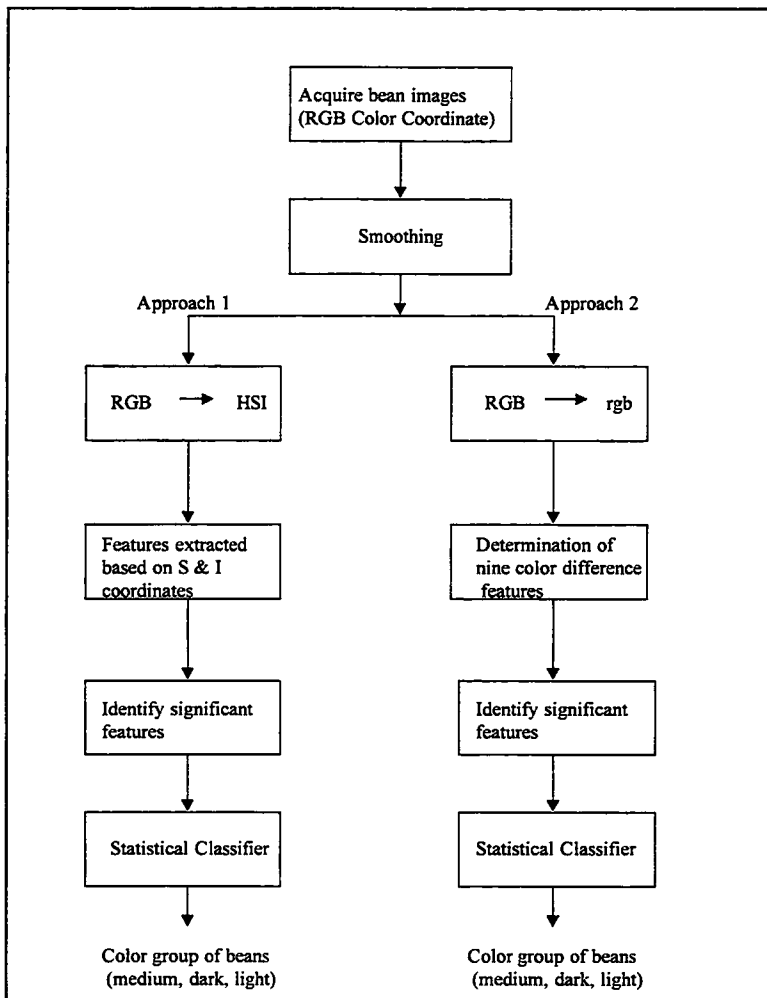 Acquire bean images
(RGB Color Coordinate)
Smoothing
Approach 1
Approach 2
RGB → HSI
RGB → rgb
Features extracted
based on S & I
coordinates
Determination of
nine color difference
features
Identify significant
features
Identify significant
features
Statistical Classifier
Statistical Classifier
Color group of beans
(medium, dark, light)
Color group of beans
(medium, dark, light)